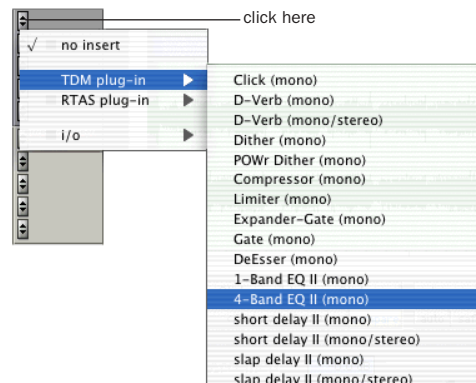 click here
√ no insert
TDM plug-in
RTAS plug-in
i/o
Click (mono)
D-Verb (mono)
D-Verb (mono/stereo)
Dither (mono)
POWr Dither (mono)
Compressor (mono)
Limiter (mono)
Expander-Gate (mono)
Gate (mono)
DeEsser (mono)
1-Band EQ II (mono)
4-Band EQ II (mono)
short delay II (mono)
short delay II (mono/stereo)
slap delay II (mono)
slap delay II (mono/stereo)